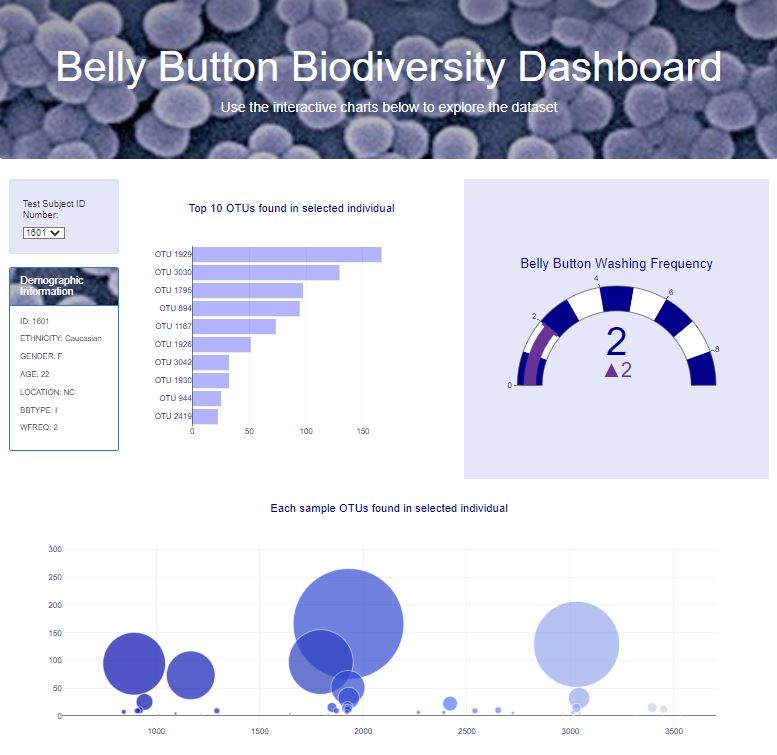 Belly Button Biodiversity Dashboard
Use the interactive charts below to explore the dataset
Test Subject ID
Number:
1601
Demographic
Information
ID: 1601
ETHNICITY: Caucasian
GENDER: F
AGE: 22
LOCATION: NC
BBTYPE: I
WFREQ: 2
Top 10 OTUs found in selected individual
OTU 1929
OTU 3030
OTU 1795
OTU 894
OTU 1167
OTU 1926
OTU 3042
OTU 1930
OTU 944
OTU 2419
0 50 100 150
Belly Button Washing Frequency
0
2
4
6
8
2
▲2
Each sample OTUs found in selected individual
300
250
200
150
100
50
0
1000 1500 2000 2500 3000 3500